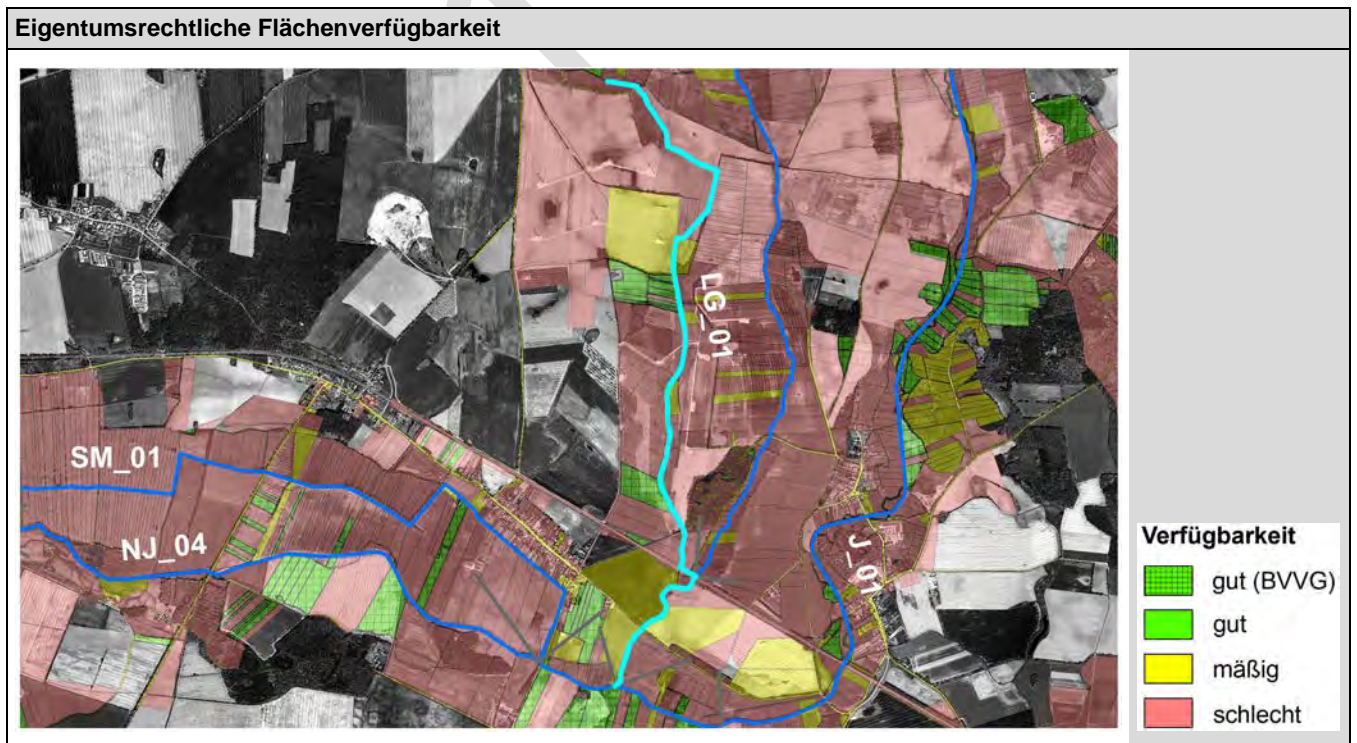 Eigentumsrechtliche Flächenverfügbarkeit
LG_01
SM_01
NJ_04
J_01
Verfügbarkeit
gut (BVVG)
gut
mäßig
schlecht